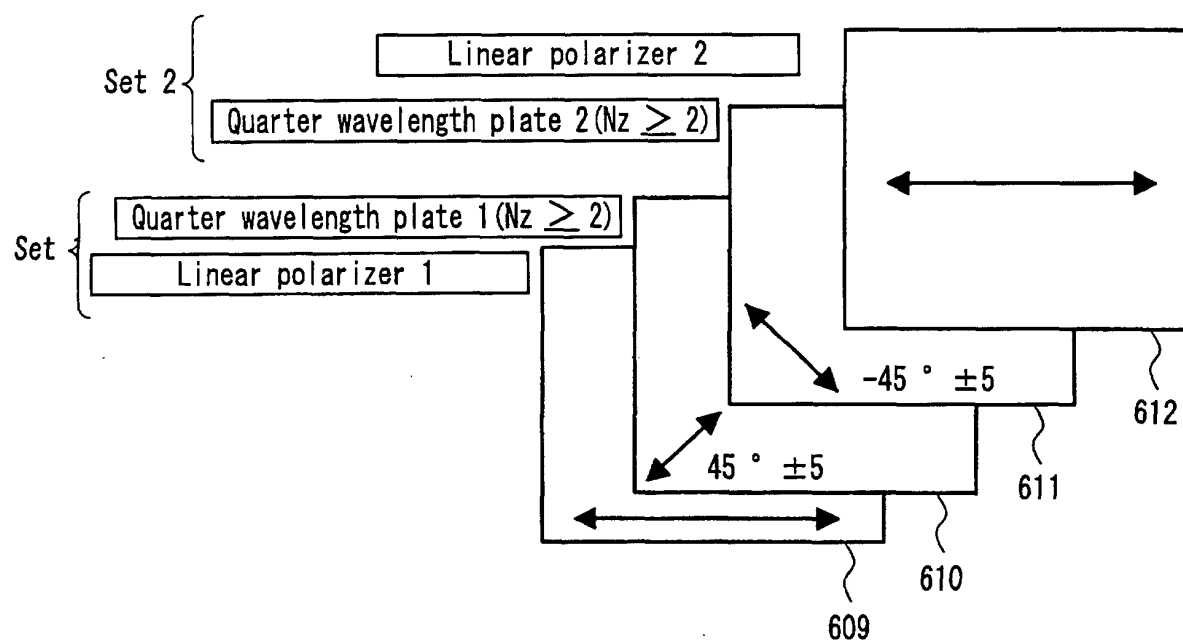 Linear polarizer 2
Set 2
Quarter wavelength plate 2(Nz ≥ 2)
Quarter wavelength plate 1(Nz ≥ 2)
Set
Linear polarizer 1
-45 ° ±5
612
45 ° ±5
611
610
609